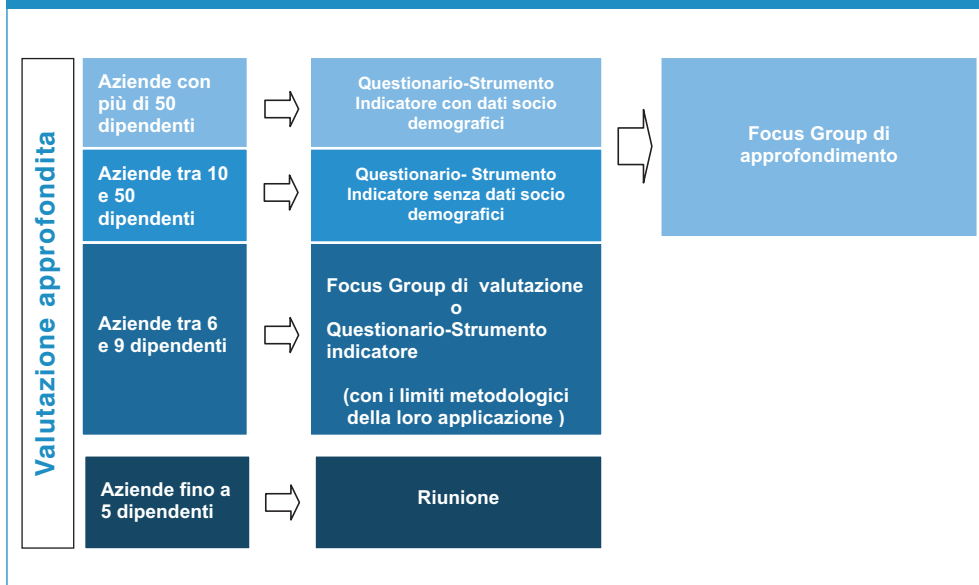 Valutazione approfondita
Aziende con
più di 50
dipendenti
Questionario-Strumento
Indicatore con dati socio
demografici
Focus Group di
approfondimento
Aziende tra 10
e 50
dipendenti
Questionario- Strumento
Indicatore senza dati socio
demografici
Aziende tra 6
e 9 dipendenti
Focus Group di valutazione
o
Questionario-Strumento
indicatore
(con i limiti metodologici
della loro applicazione )
Aziende fino a
5 dipendenti
Riunione